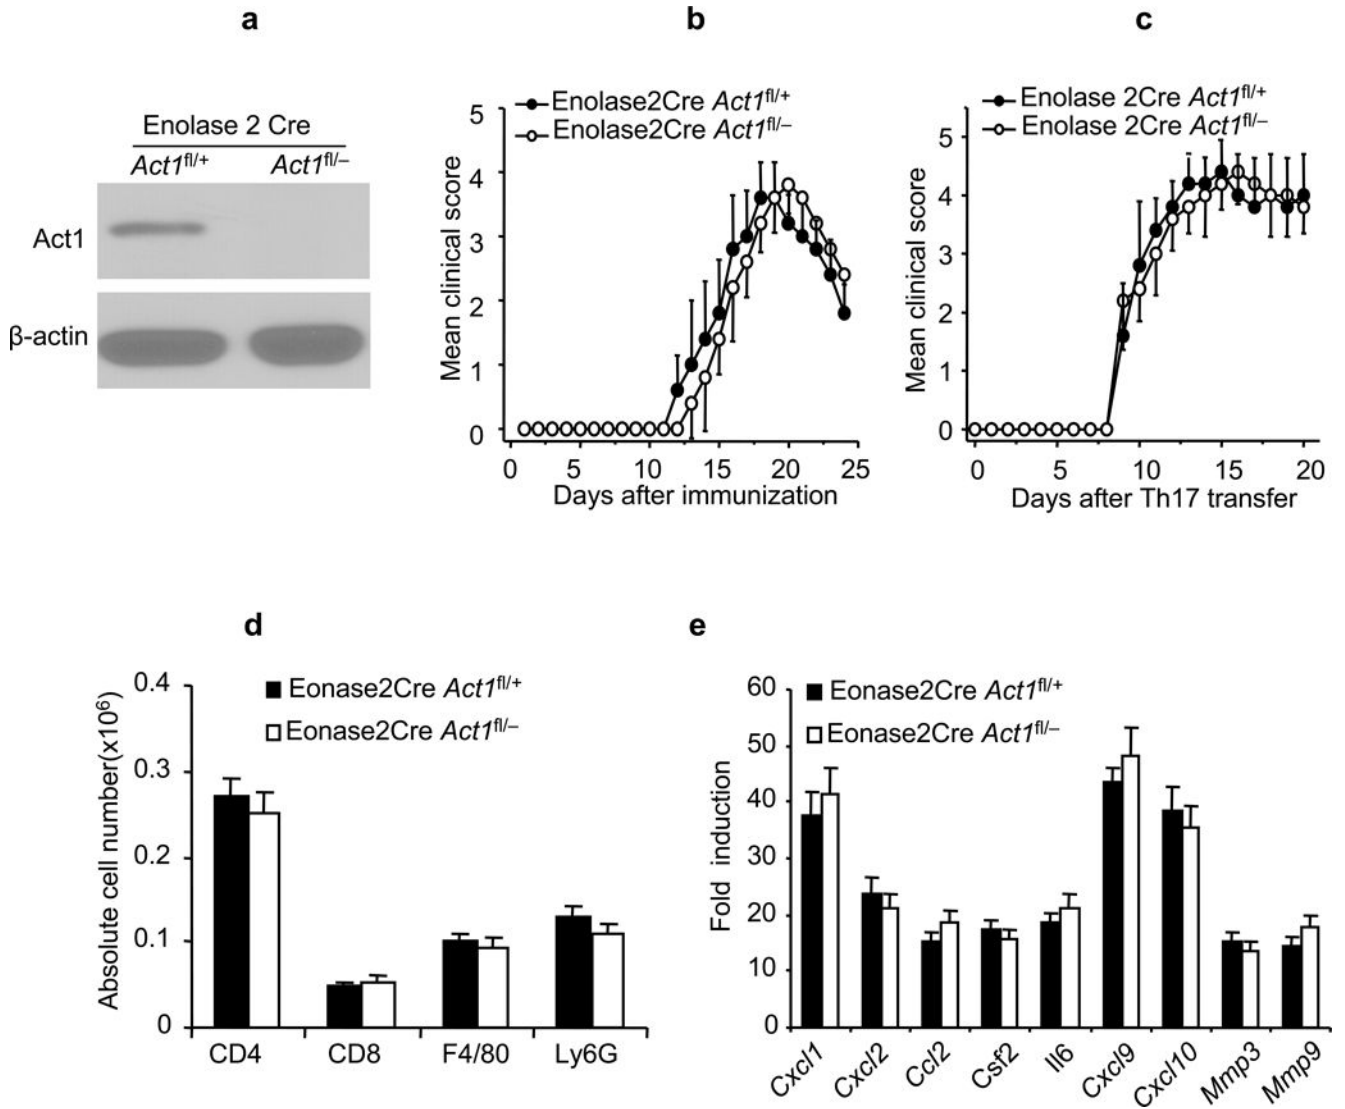 a
Enolase 2 Cre
Act1fl/+ Act1fl/–
Act1
β-actin
b
Enolase2Cre Act1fl/+
Enolase2Cre Act1fl/–
Mean clinical score
5
4
3
2
1
0
0 5 10 15 20 25
Days after immunization
c
Enolase 2Cre Act1fl/+
Enolase 2Cre Act1fl/–
Mean clinical score
5
4
3
2
1
0
0 5 10 15 20
Days after Th17 transfer
d
Eonase2Cre Act1fl/+
Eonase2Cre Act1fl/–
Absolute cell number(x10⁶)
0.4
0.3
0.2
0.1
0
CD4 CD8 F4/80 Ly6G
e
Eonase2Cre Act1fl/+
Eonase2Cre Act1fl/–
Fold induction
60
50
40
30
20
10
0
Cxcl1 Cxcl2 Ccl2 Csf2 Il6 Cxcl9 Cxcl10 Mmp3 Mmp9